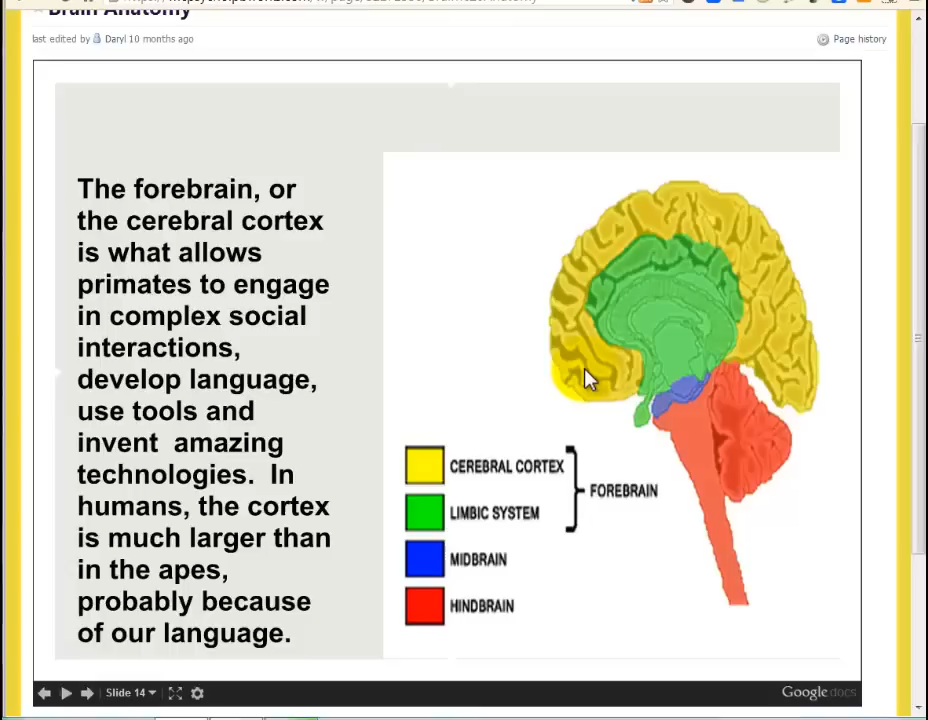 Brain Anatomy
last edited by Daryl 10 months ago
Page history
The forebrain, or
the cerebral cortex
is what allows
primates to engage
in complex social
interactions,
develop language,
use tools and
invent amazing
technologies. In
humans, the cortex
is much larger than
in the apes,
probably because
of our language.
CEREBRAL CORTEX
LIMBIC SYSTEM
FOREBRAIN
MIDBRAIN
HINDBRAIN
Slide 14
Google docs